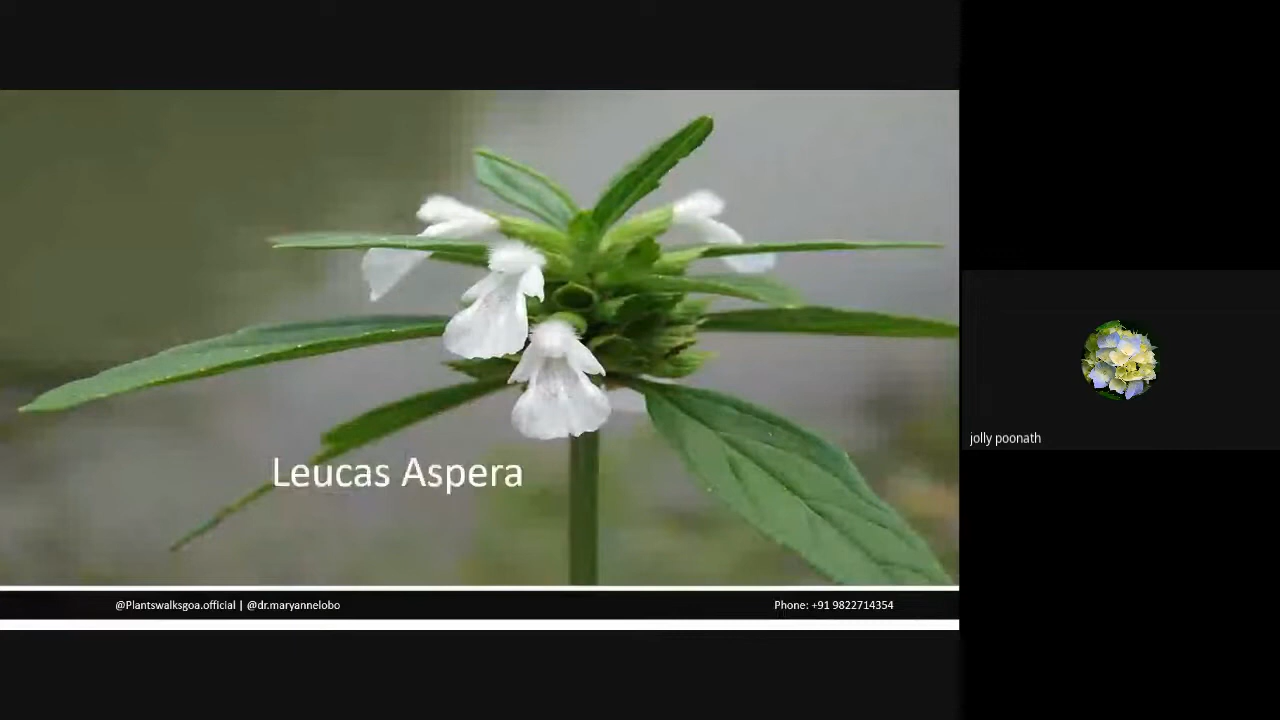 Leucas Aspera
@Plantswalksgoa.official | @dr.maryannelobo
Phone: +91 9822714354
jolly poonath